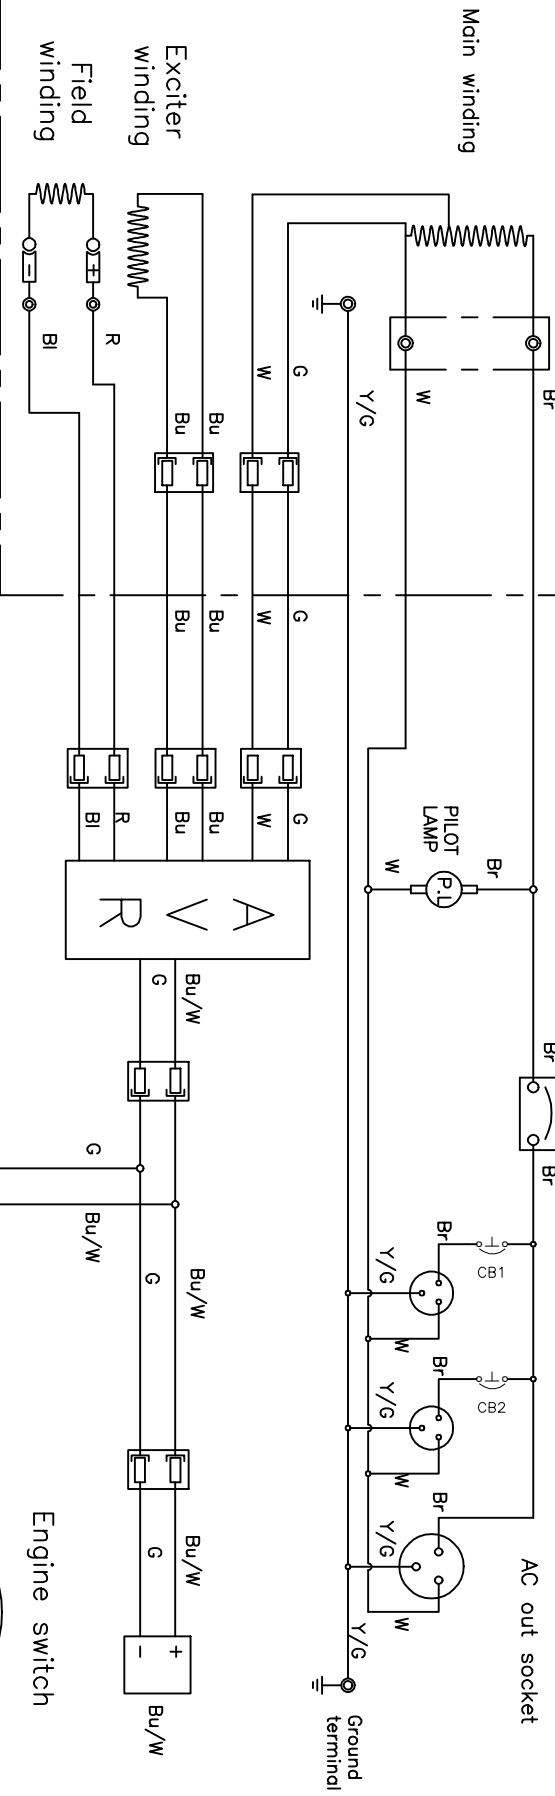 Main winding
Br
Br
Br
AC out socket
CB1
CB2
W
PILOT
LAMP
Br
P.L
W
Br
Br
Br
Y/G
Y/G
Y/G
W
W
W
Y/G
Y/G
Ground
terminal
G
W
G
W
G
W
Exciter
winding
Bu
Bu
Bu
Bu
Bu
Bu
A
V
R
Bu/W
G
Bu/W
G
Bu/W
G
+
-
Bu/W
Field
winding
+
-
R
Bl
R
Bl
G
Bu/W
Engine switch